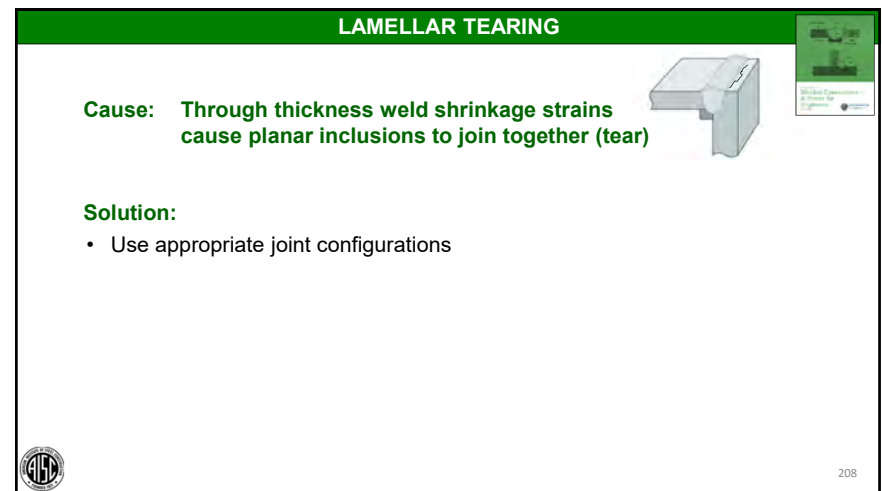 LAMELLAR TEARING
Cause: Through thickness weld shrinkage strains
cause planar inclusions to join together (tear)
Solution:
• Use appropriate joint configurations
AISC
208